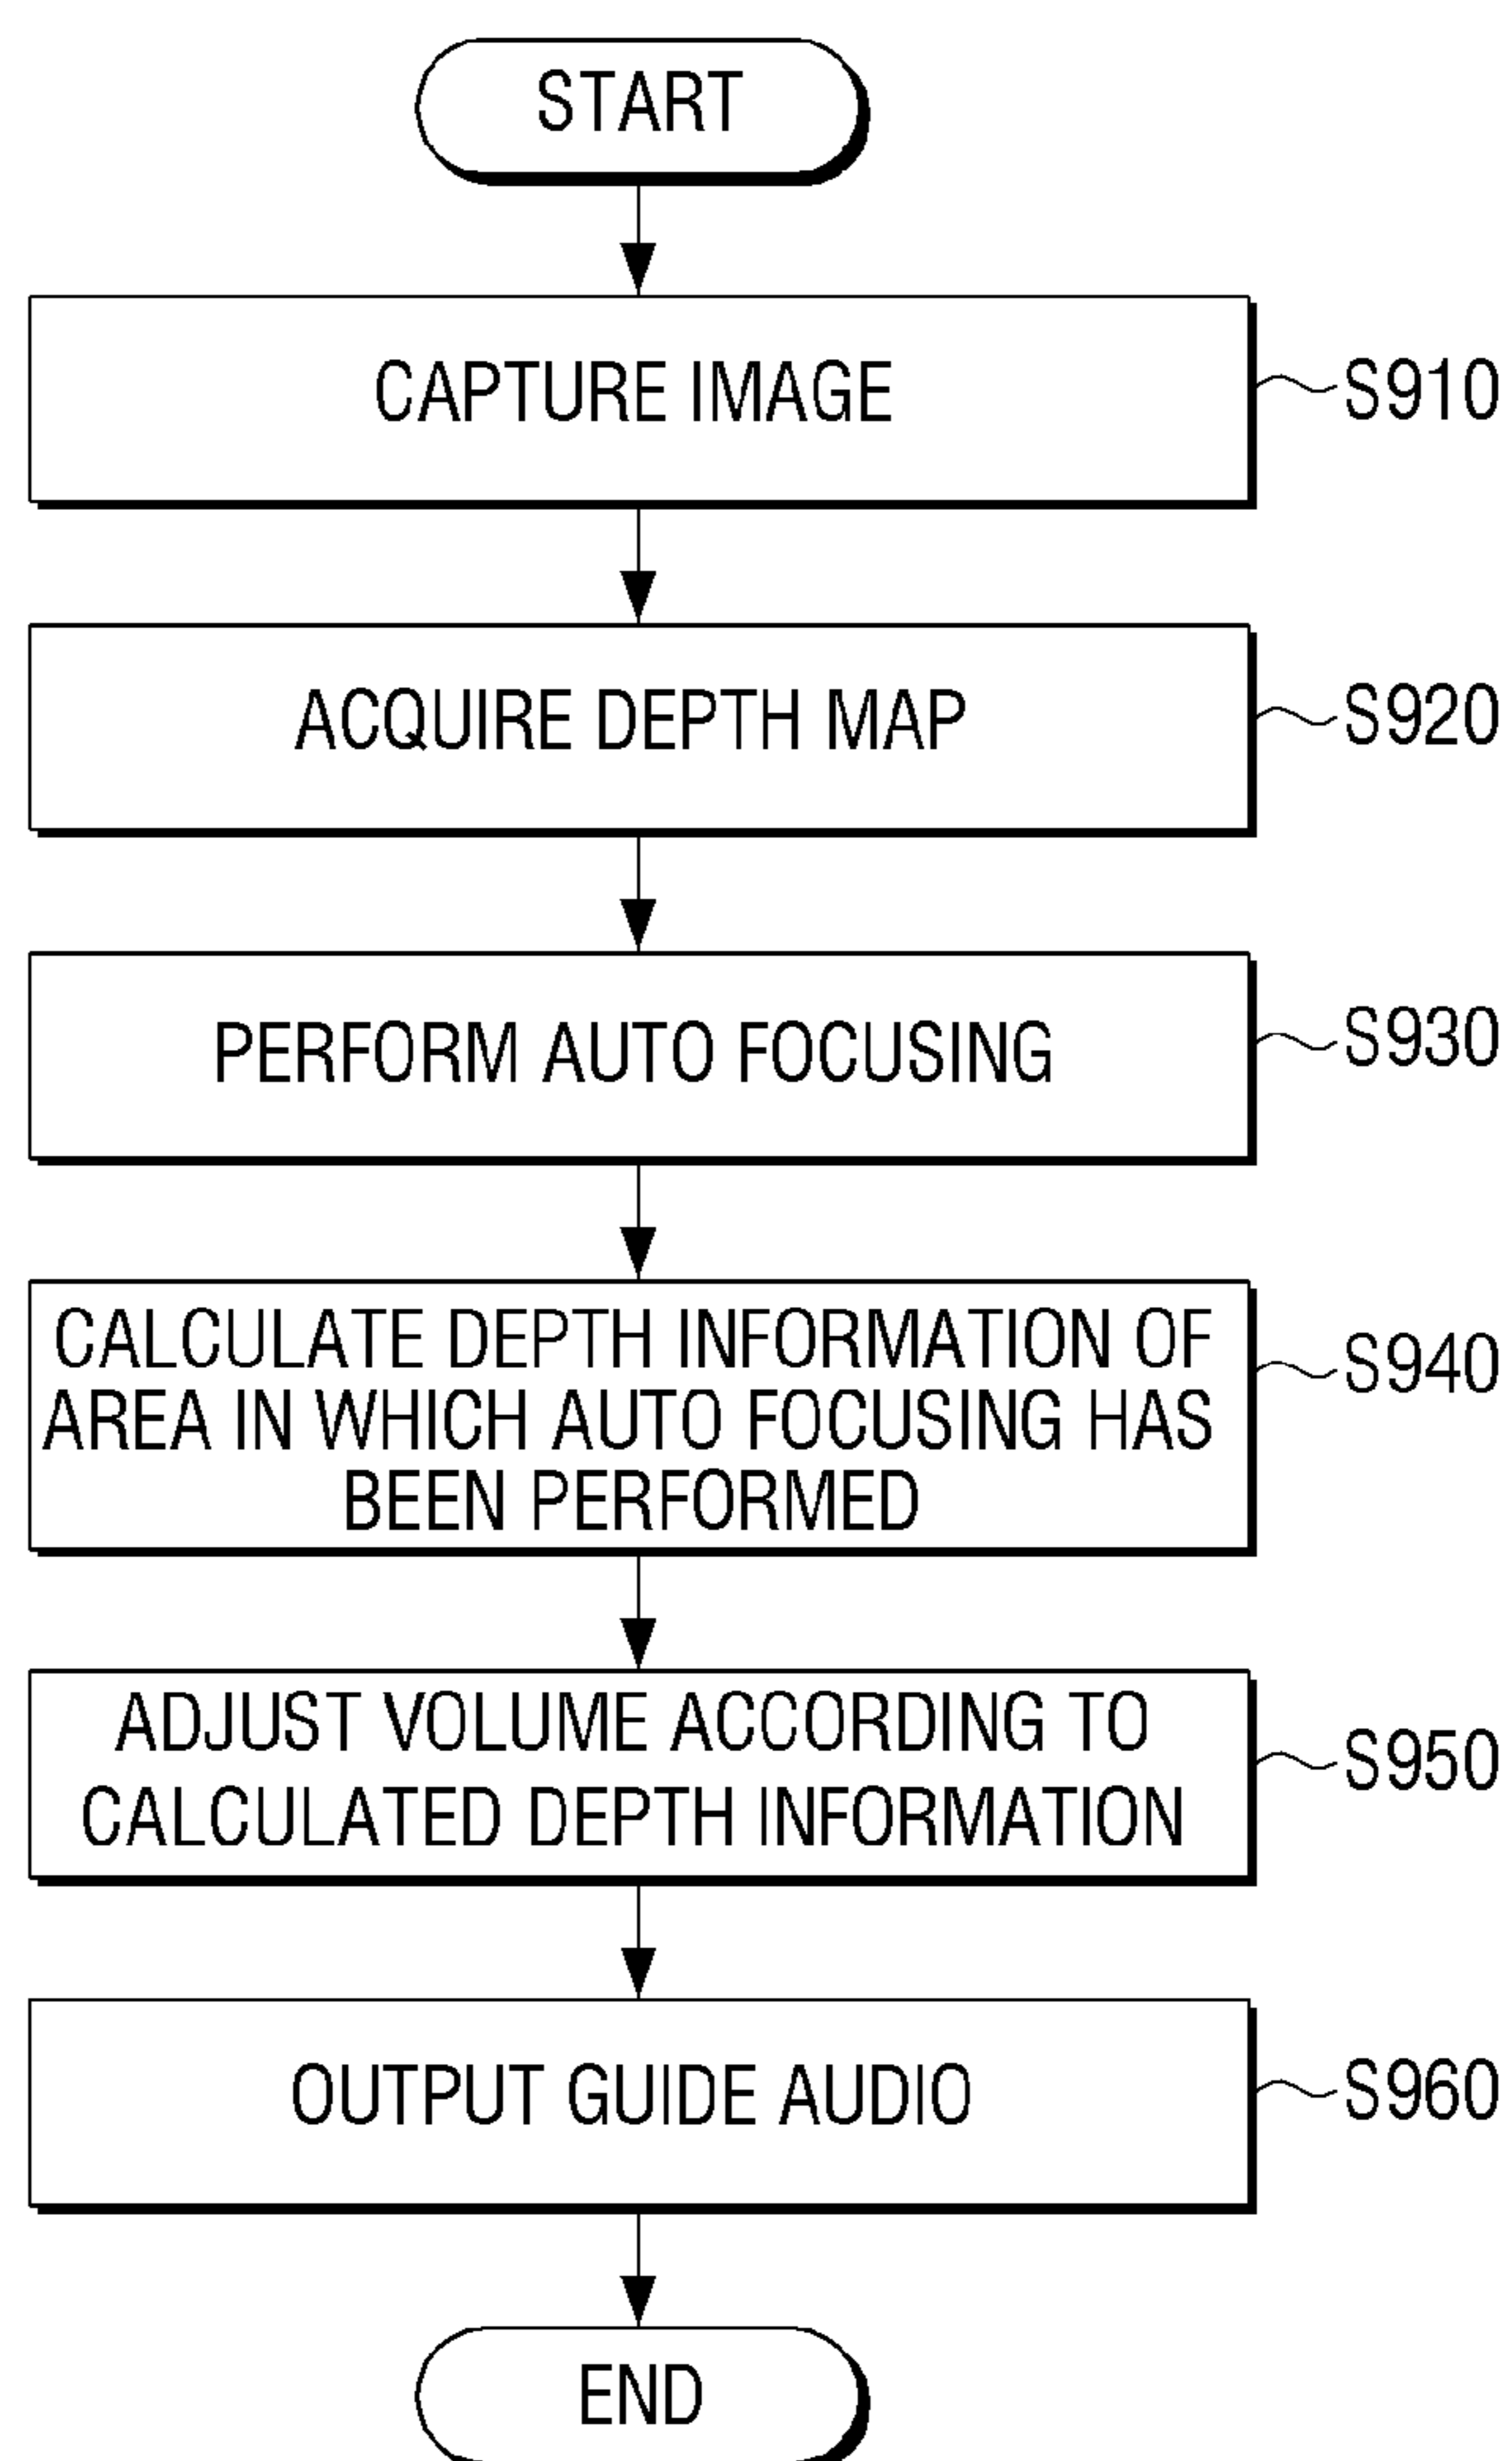 START
CAPTURE IMAGE
S910
ACQUIRE DEPTH MAP
S920
PERFORM AUTO FOCUSING
S930
CALCULATE DEPTH INFORMATION OF
AREA IN WHICH AUTO FOCUSING HAS
BEEN PERFORMED
S940
ADJUST VOLUME ACCORDING TO
CALCULATED DEPTH INFORMATION
S950
OUTPUT GUIDE AUDIO
S960
END